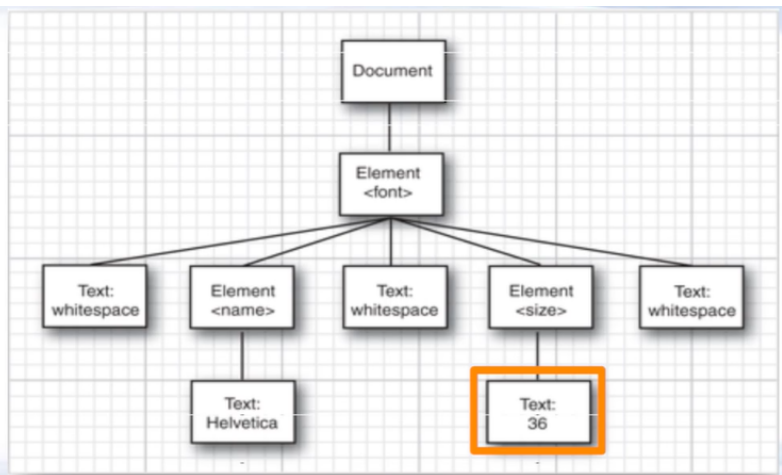 Document
Element
<font>
Text:
whitespace
Element
<name>
Text:
whitespace
Element
<size>
Text:
whitespace
Text:
Helvetica
Text:
36